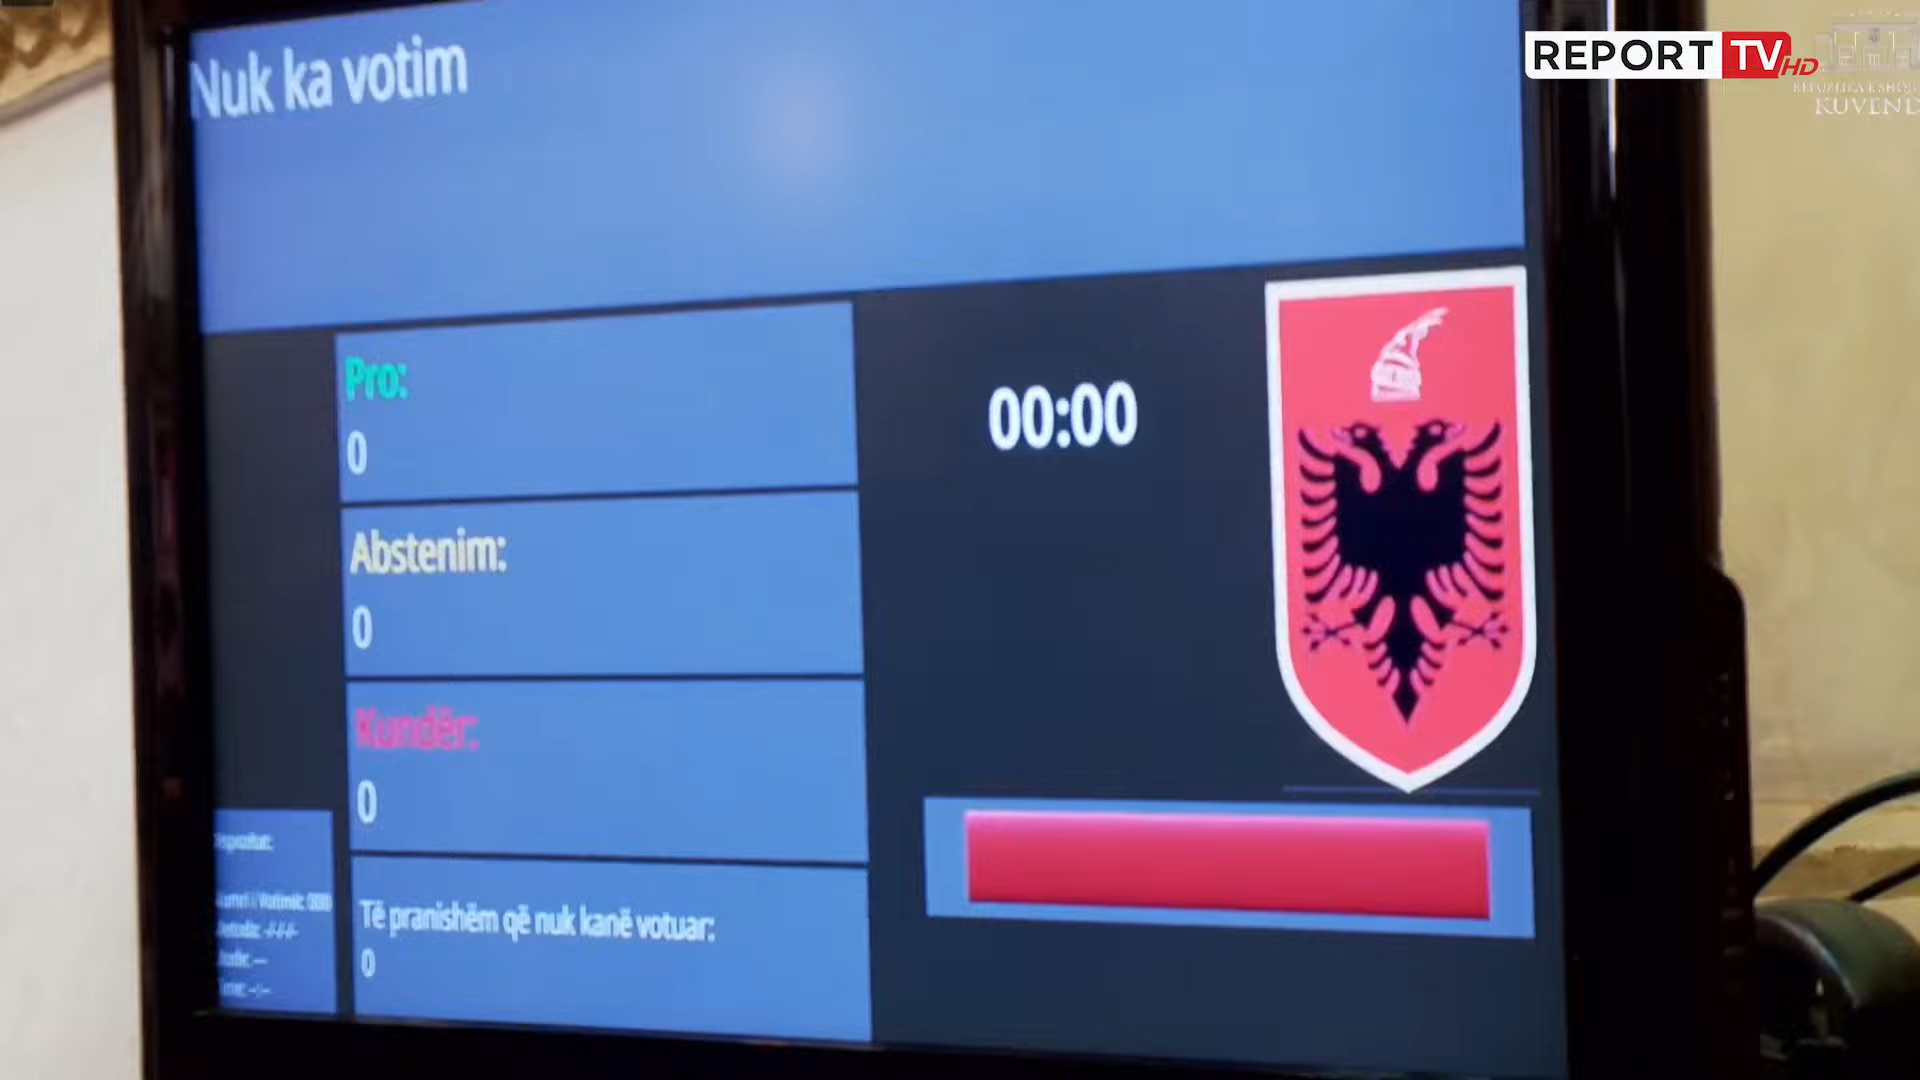 Nuk ka votim
REPORT TV HD
KUVEND
Pro:
0
00:00
Abstenim:
0
Kundër:
0
Të pranishëm që nuk kanë votuar:
0